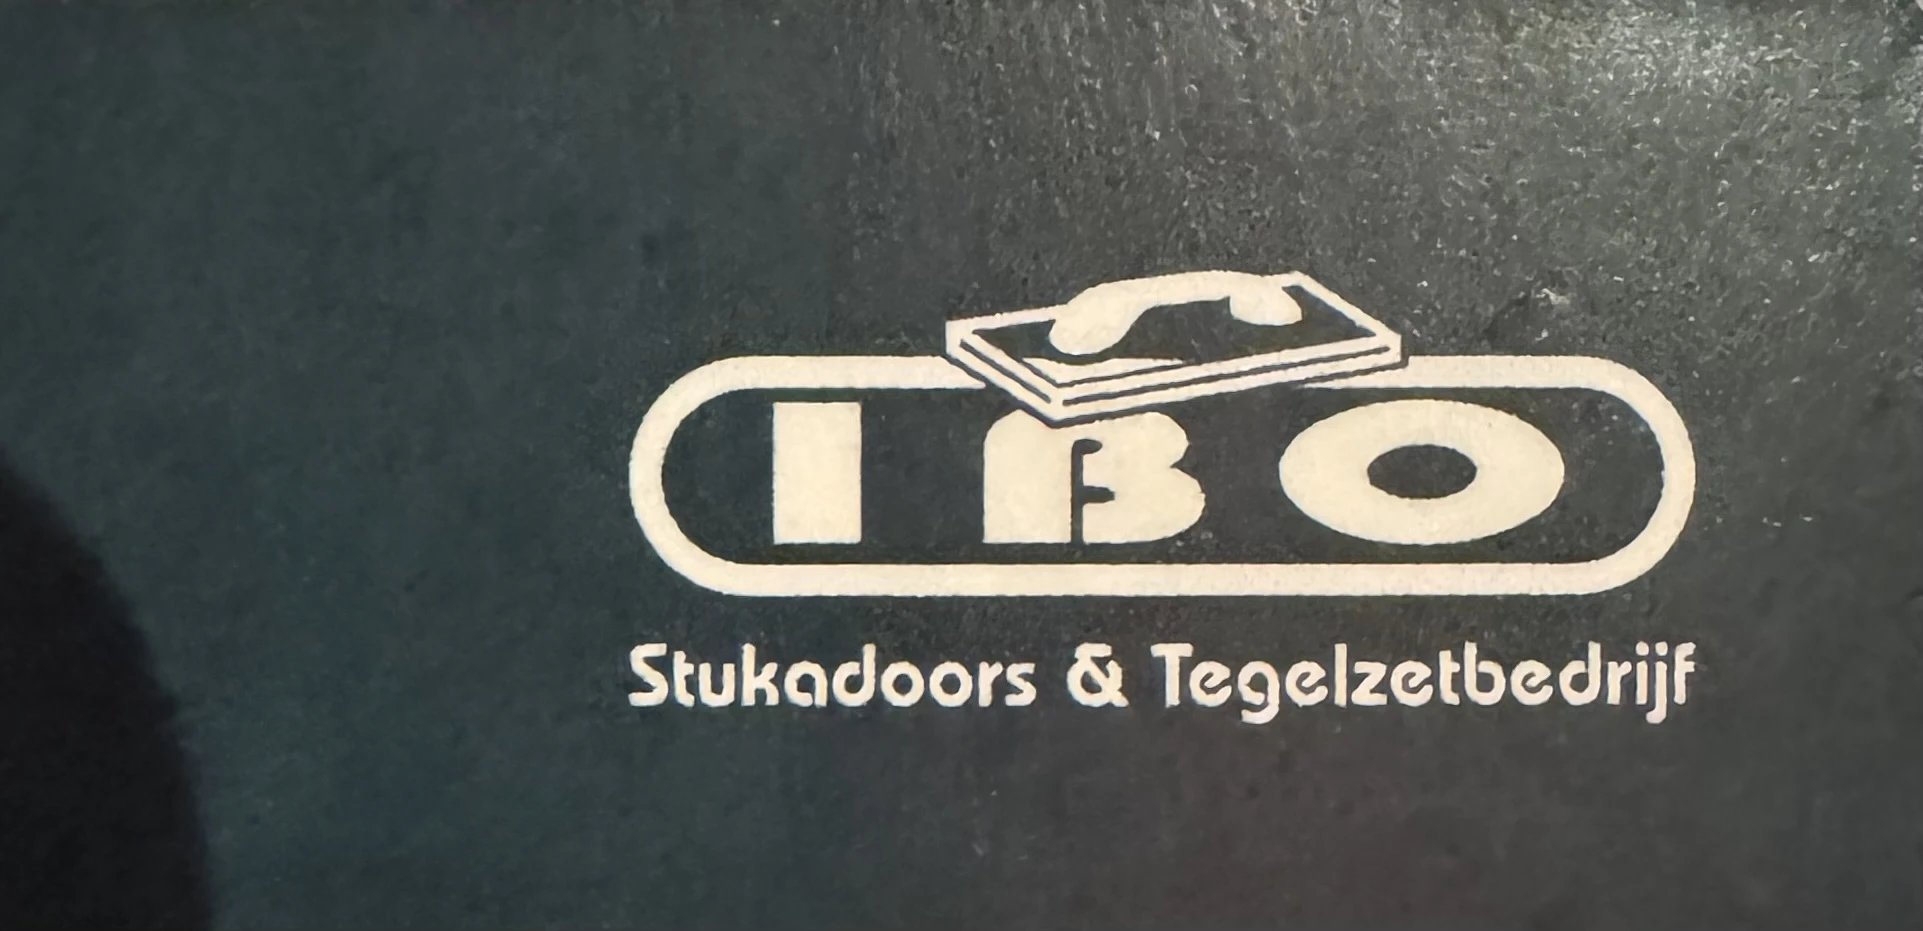 IBO
Stukadoors & Tegelzetbedrijf